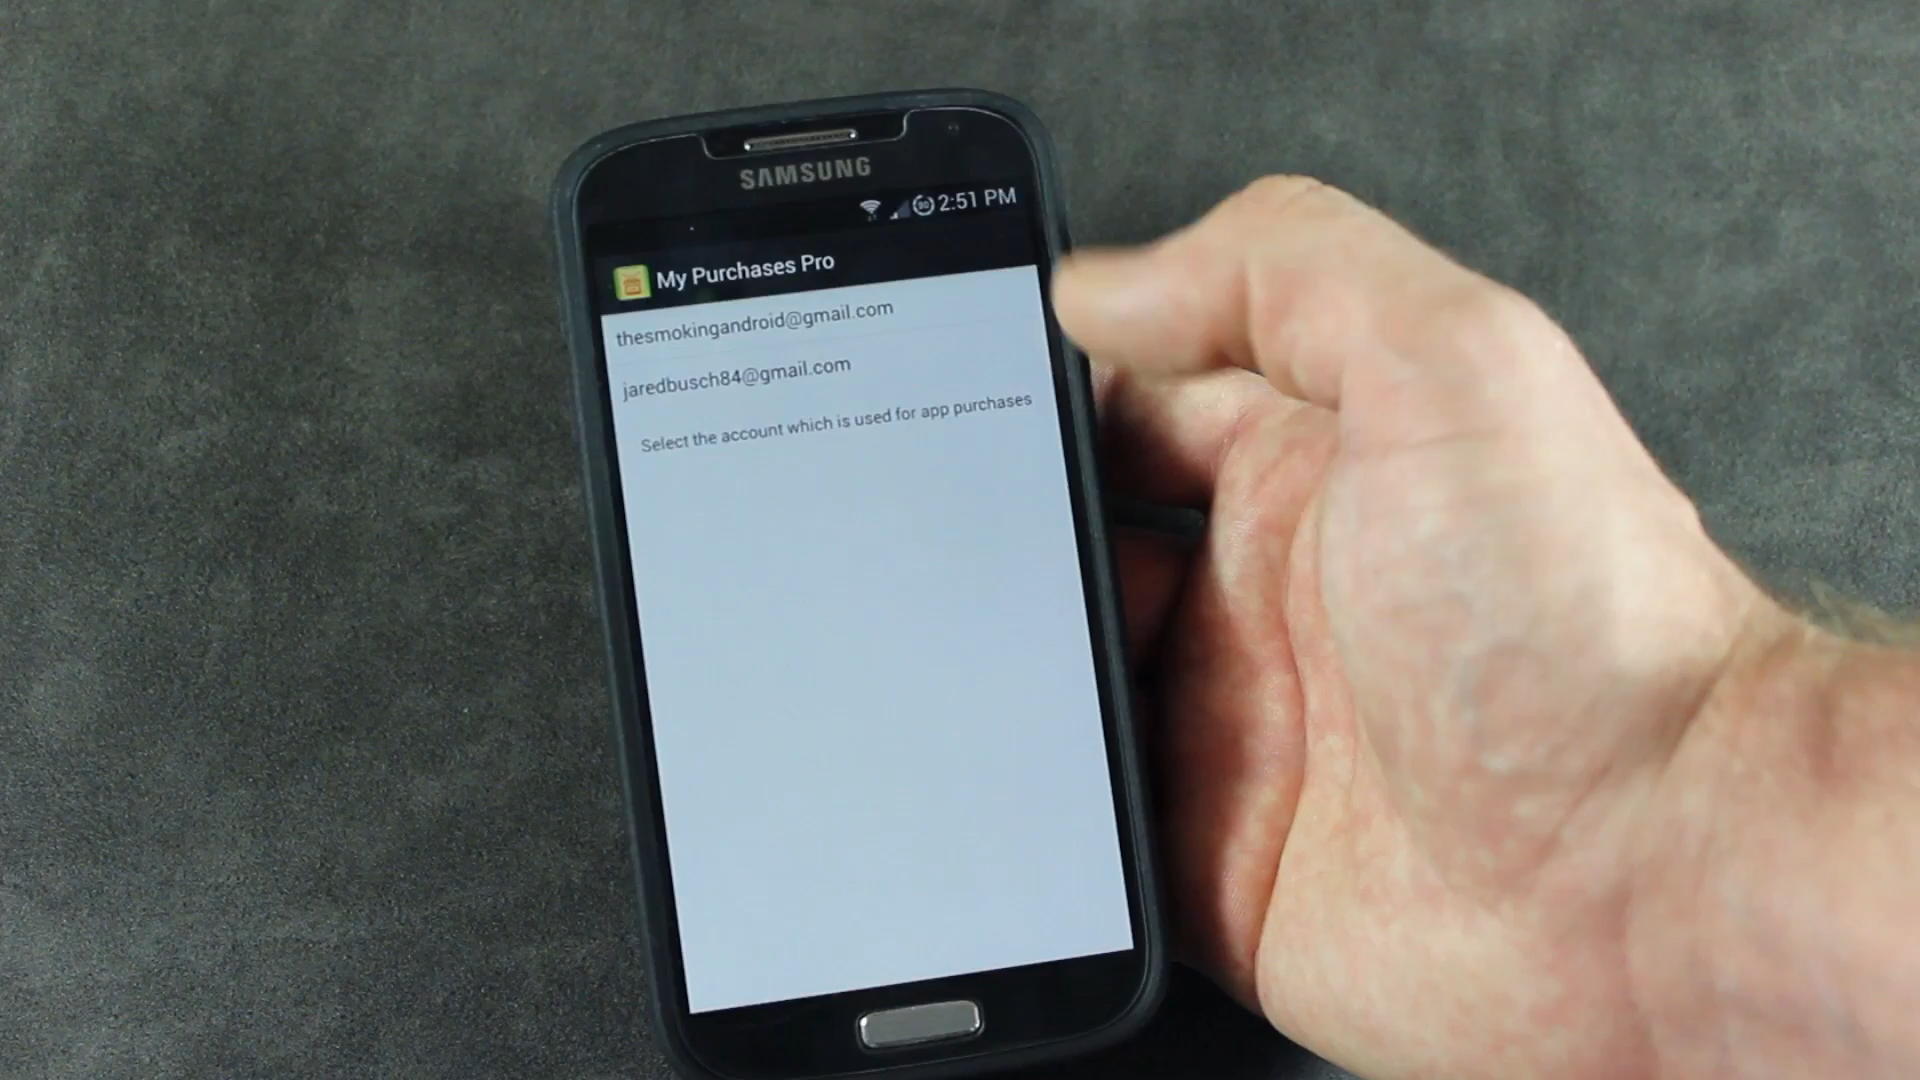 SAMSUNG
2:51 PM
My Purchases Pro
thesmokingandroid@gmail.com
jaredbusch84@gmail.com
Select the account which is used for app purchases